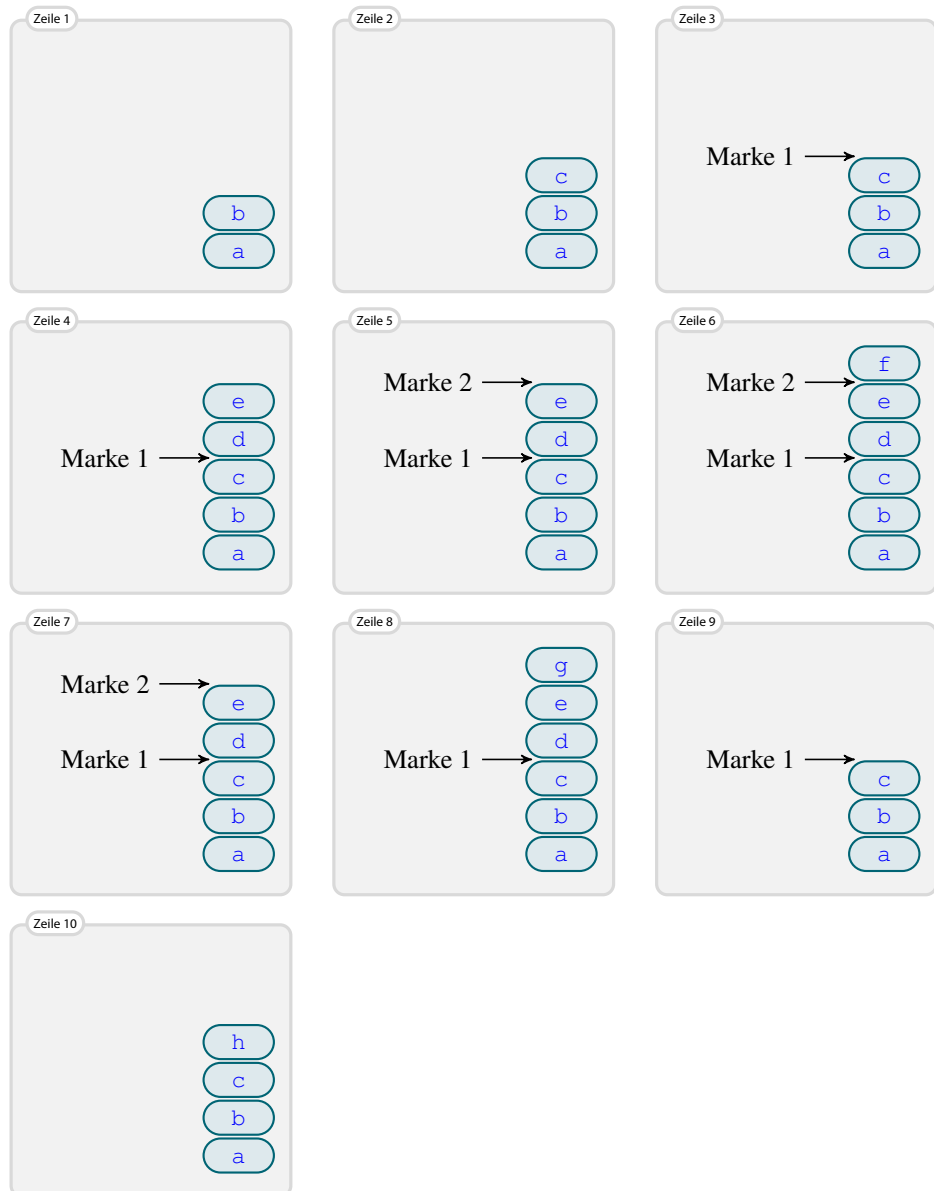 Zeile 1
b
a
Zeile 2
c
b
a
Zeile 3
Marke 1
c
b
a
Zeile 4
e
d
Marke 1
c
b
a
Zeile 5
Marke 2
e
d
Marke 1
c
b
a
Zeile 6
f
Marke 2
e
d
Marke 1
c
b
a
Zeile 7
Marke 2
e
d
Marke 1
c
b
a
Zeile 8
g
e
d
Marke 1
c
b
a
Zeile 9
Marke 1
c
b
a
Zeile 10
h
c
b
a